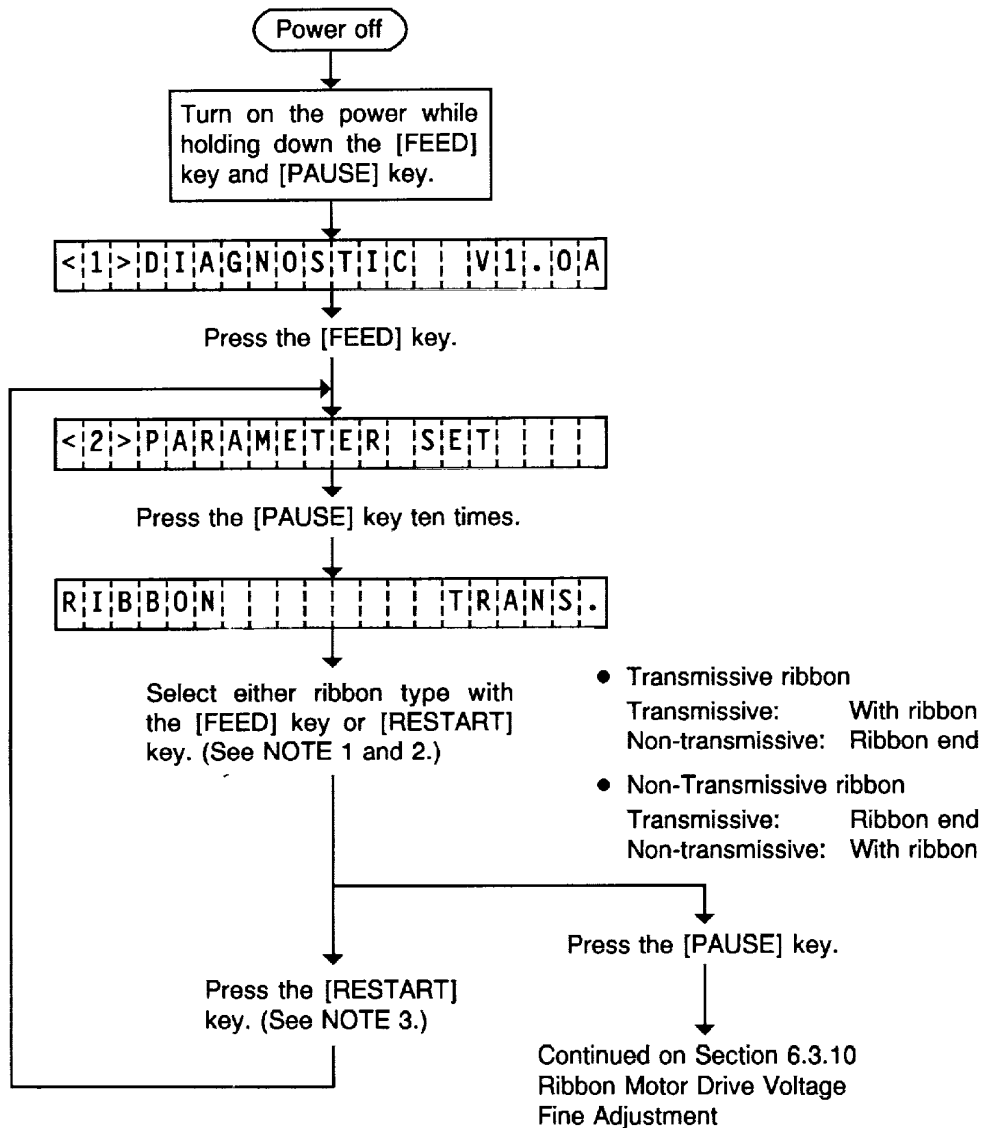 Power off
Turn on the power while
holding down the [FEED]
key and [PAUSE] key.
<1>DIAGNOSTIC  V1.0A
Press the [FEED] key.
<2>PARAMETER SET
Press the [PAUSE] key ten times.
RIBBON          TRANS.
Select either ribbon type with
the [FEED] key or [RESTART]
key. (See NOTE 1 and 2.)
● Transmissive ribbon
Transmissive: With ribbon
Non-transmissive: Ribbon end
● Non-Transmissive ribbon
Transmissive: Ribbon end
Non-transmissive: With ribbon
Press the [PAUSE] key.
Press the [RESTART]
key. (See NOTE 3.)
Continued on Section 6.3.10
Ribbon Motor Drive Voltage
Fine Adjustment